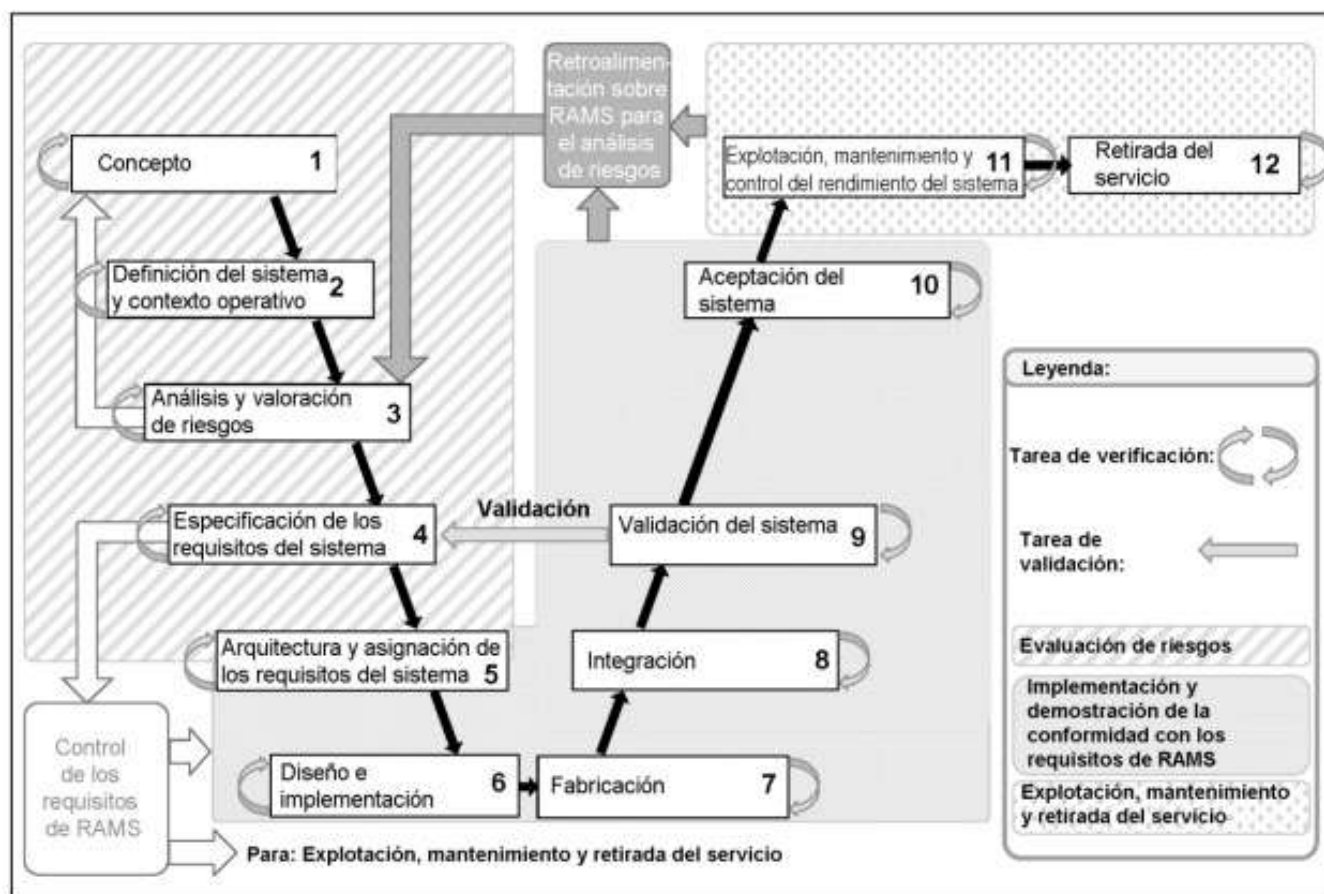 Retroalimen-
tación sobre
RAMS para
el análisis
de riesgos
Concepto 1
Explotación, mantenimiento y
control del rendimiento del sistema 11
Retirada del
servicio 12
Definición del sistema
y contexto operativo 2
Aceptación del
sistema 10
Análisis y valoración
de riesgos 3
Especificación de los
requisitos del sistema 4
Validación
Validación del sistema 9
Arquitectura y asignación de
los requisitos del sistema 5
Integración 8
Control
de los
requisitos
de RAMS
Diseño e
implementación 6
Fabricación 7
Para: Explotación, mantenimiento y retirada del servicio
Leyenda:
Tarea de verificación:
Tarea de
validación:
Evaluación de riesgos
Implementación y
demostración de la
conformidad con los
requisitos de RAMS
Explotación, mantenimiento
y retirada del servicio